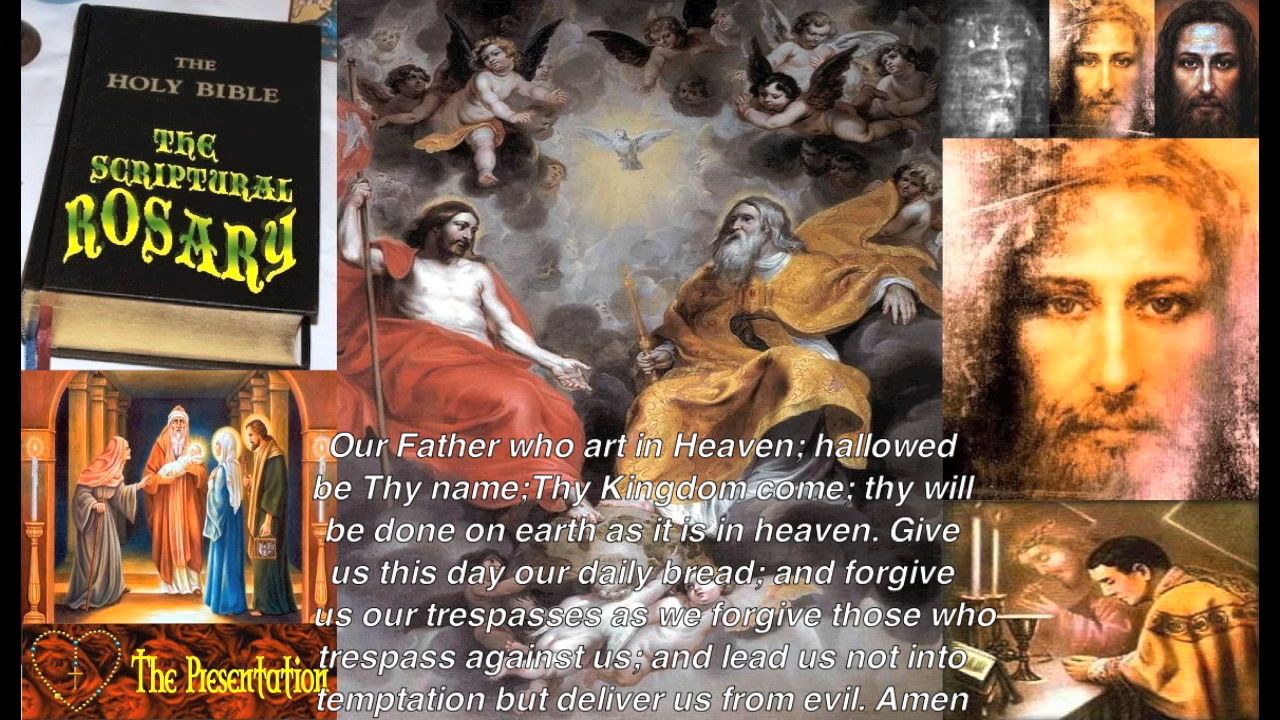 THE
HOLY BIBLE
THE
SCRIPTURAL
ROSARY
Our Father who art in Heaven; hallowed
be Thy name;Thy Kingdom come; thy will
be done on earth as it is in heaven. Give
us this day our daily bread; and forgive
us our trespasses as we forgive those who
trespass against us; and lead us not into
temptation but deliver us from evil. Amen
The Presentation